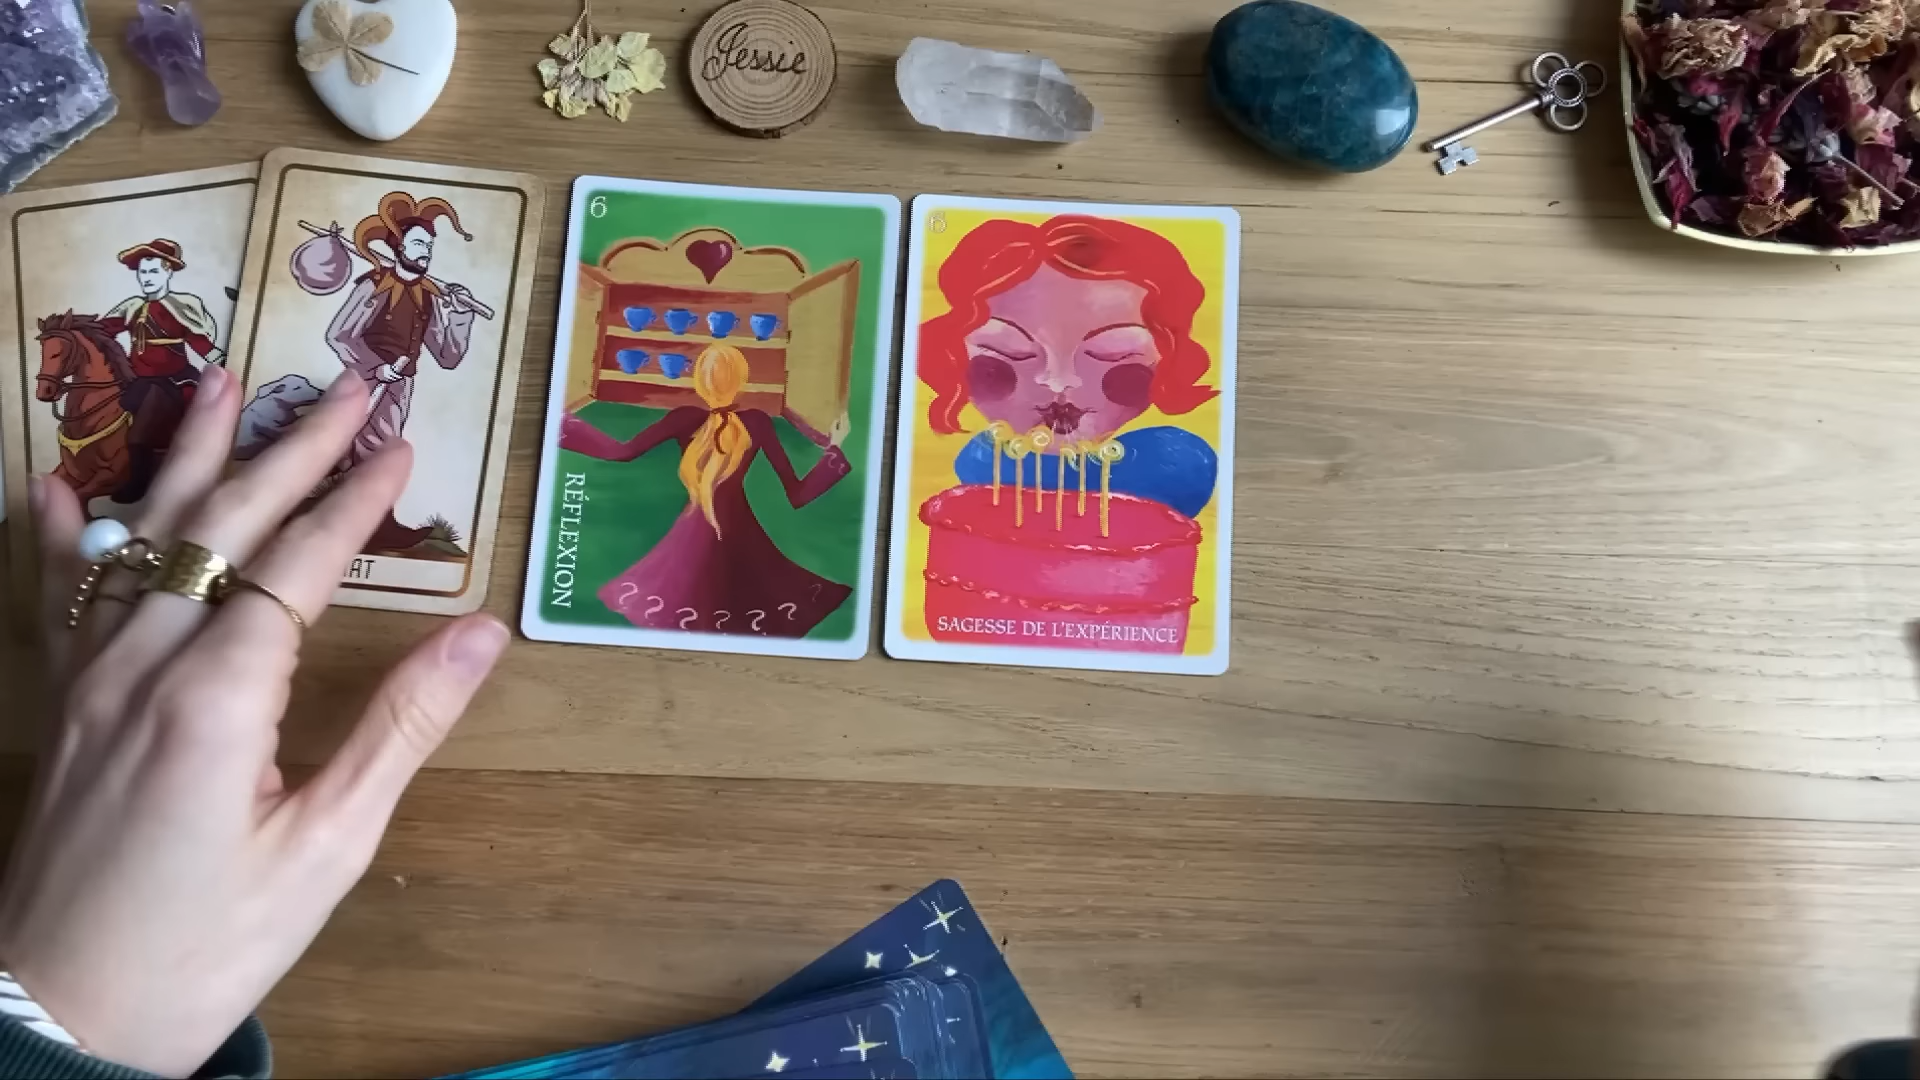 Jessie
6
RÉFLEXION
6
SAGESSE DE L'EXPÉRIENCE
? ? ? ? ? ?